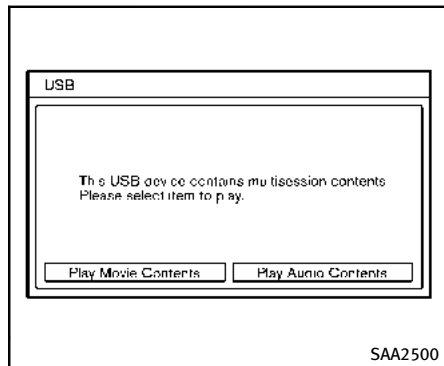 USB
This USB device contains multisession contents
Please select item to play.
Play Movie Contents Play Audio Contents
SAA2500